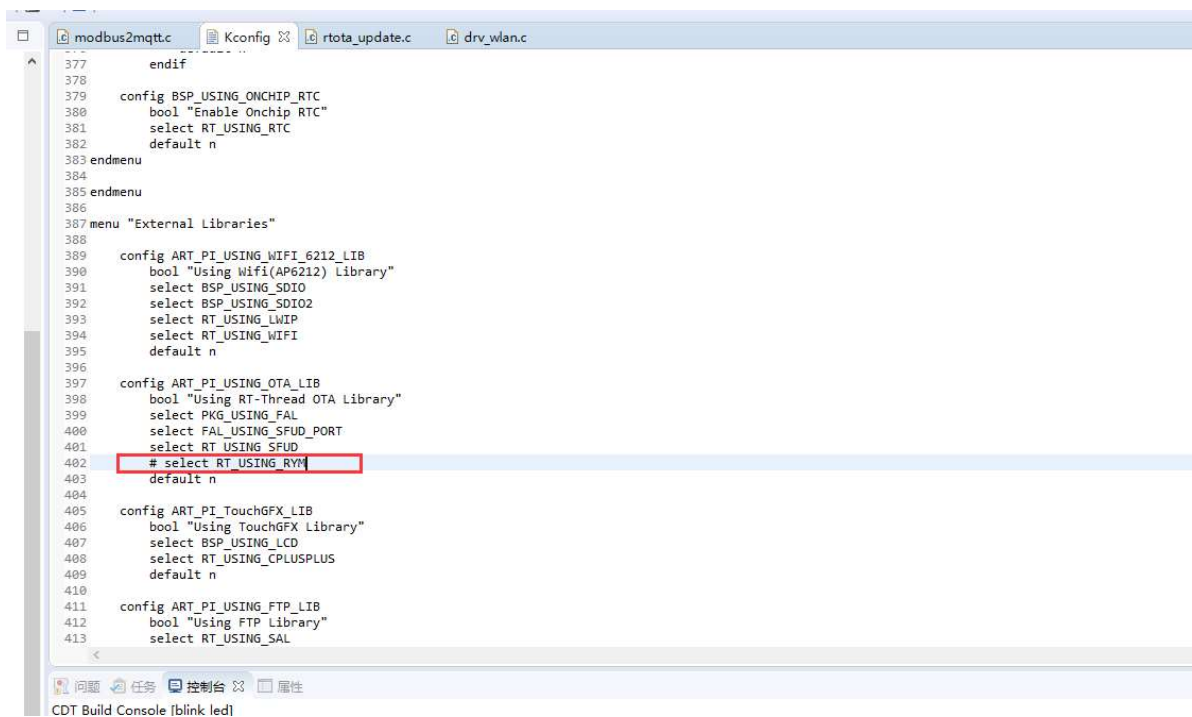 modbus2mqtt.c Kconfig rtota_update.c drv_wlan.c
377 endif
378
379 config BSP_USING_ONCHIP_RTC
380 bool "Enable Onchip RTC"
381 select RT_USING_RTC
382 default n
383 endmenu
384
385 endmenu
386
387 menu "External Libraries"
388
389 config ART_PI_USING_WIFI_6212_LIB
390 bool "Using Wifi(AP6212) Library"
391 select BSP_USING_SDIO
392 select BSP_USING_SDIO2
393 select RT_USING_LWIP
394 select RT_USING_WIFI
395 default n
396
397 config ART_PI_USING_OTA_LIB
398 bool "Using RT-Thread OTA Library"
399 select PKG_USING_FAL
400 select FAL_USING_SFUD_PORT
401 select RT_USING_SFUD
402 # select RT_USING_RYM
403 default n
404
405 config ART_PI_TouchGFX_LIB
406 bool "Using TouchGFX Library"
407 select BSP_USING_LCD
408 select RT_USING_CPLUSPLUS
409 default n
410
411 config ART_PI_USING_FTP_LIB
412 bool "Using FTP Library"
413 select RT_USING_SAL
问题 任务 控制台 属性
CDT Build Console [blink_led]